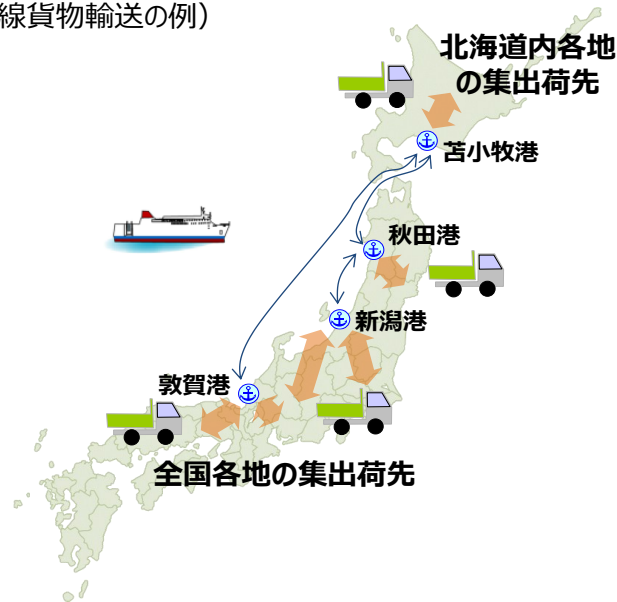 線貨物輸送の例)
北海道内各地
の集出荷先
苫小牧港
秋田港
新潟港
敦賀港
全国各地の集出荷先